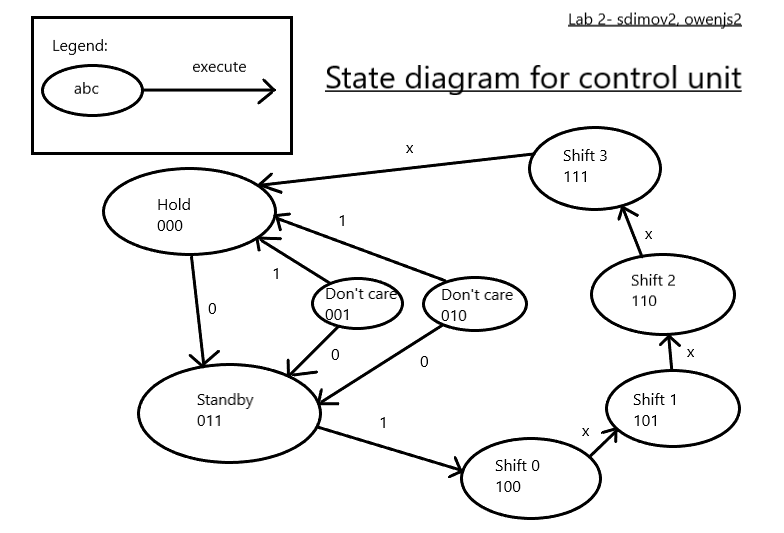 Lab 2- sdimov2, owenjs2
Legend:
abc
execute
State diagram for control unit
x
Shift 3
111
Hold
000
1
x
1
Shift 2
110
Don't care
001
Don't care
010
0
0
0
x
Standby
011
Shift 1
101
1
x
Shift 0
100